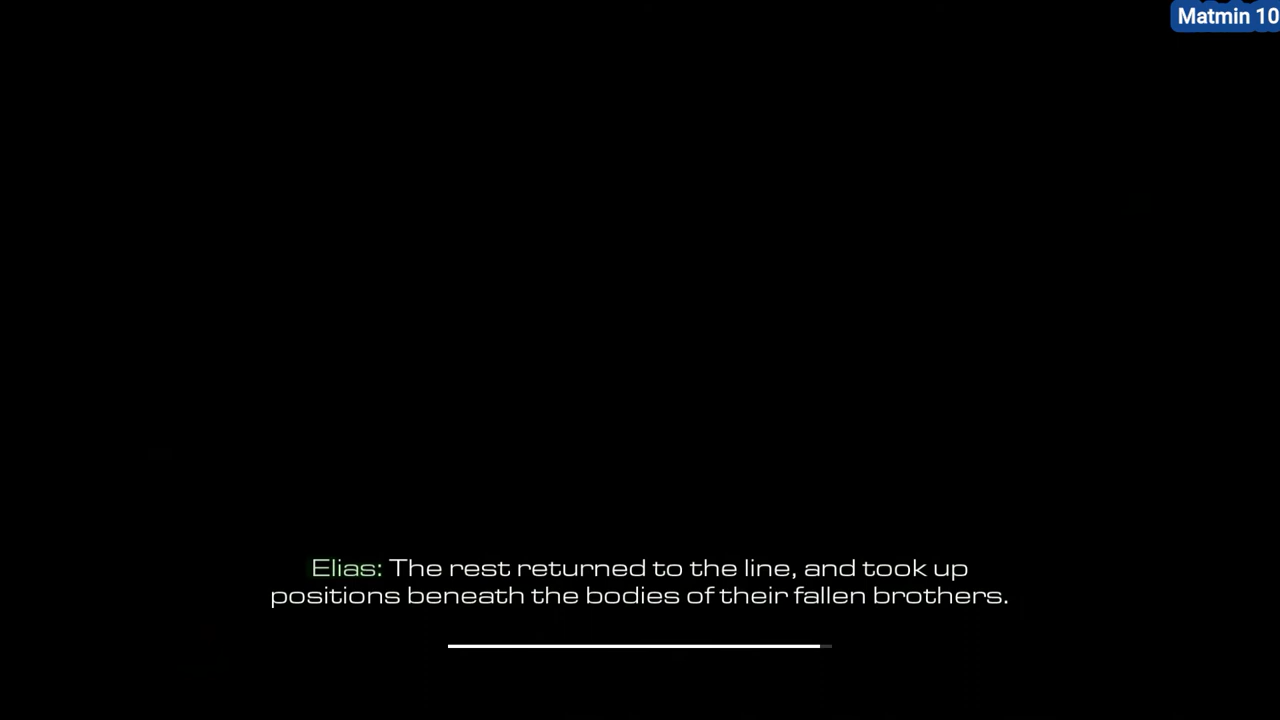 Matmin 10
Elias: The rest returned to the line, and took up
positions beneath the bodies of their fallen brothers.